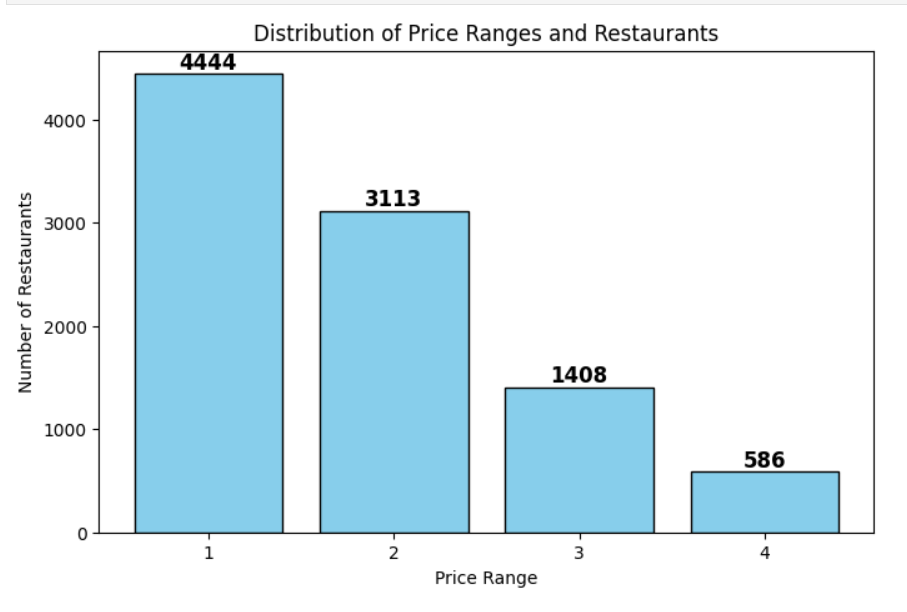 Distribution of Price Ranges and Restaurants
4444
4000
3113
3000
Number of Restaurants
2000
1408
1000
586
0
1 2 3 4
Price Range